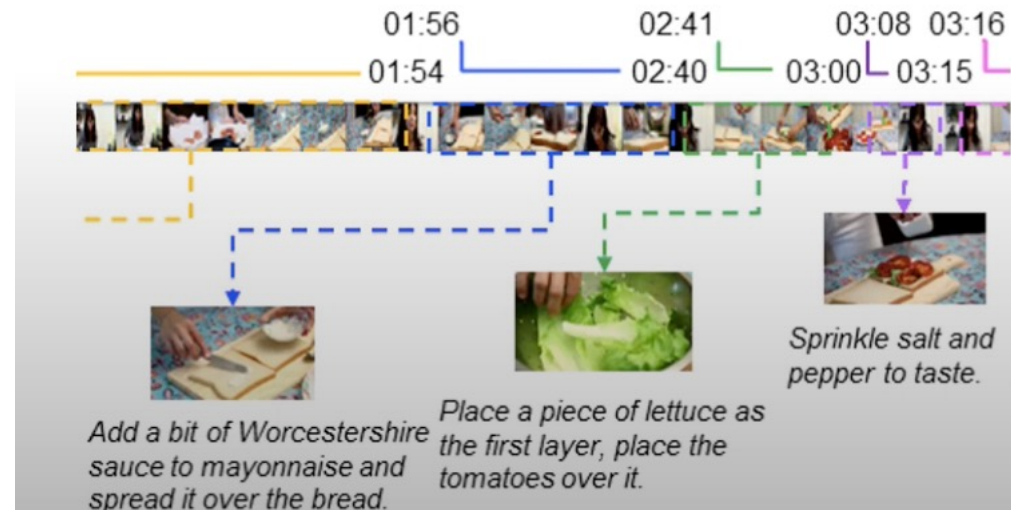 01:56 02:41 03:08 03:16
01:54 02:40 03:00 03:15
Add a bit of Worcestershire
sauce to mayonnaise and
spread it over the bread.
Place a piece of lettuce as
the first layer, place the
tomatoes over it.
Sprinkle salt and
pepper to taste.